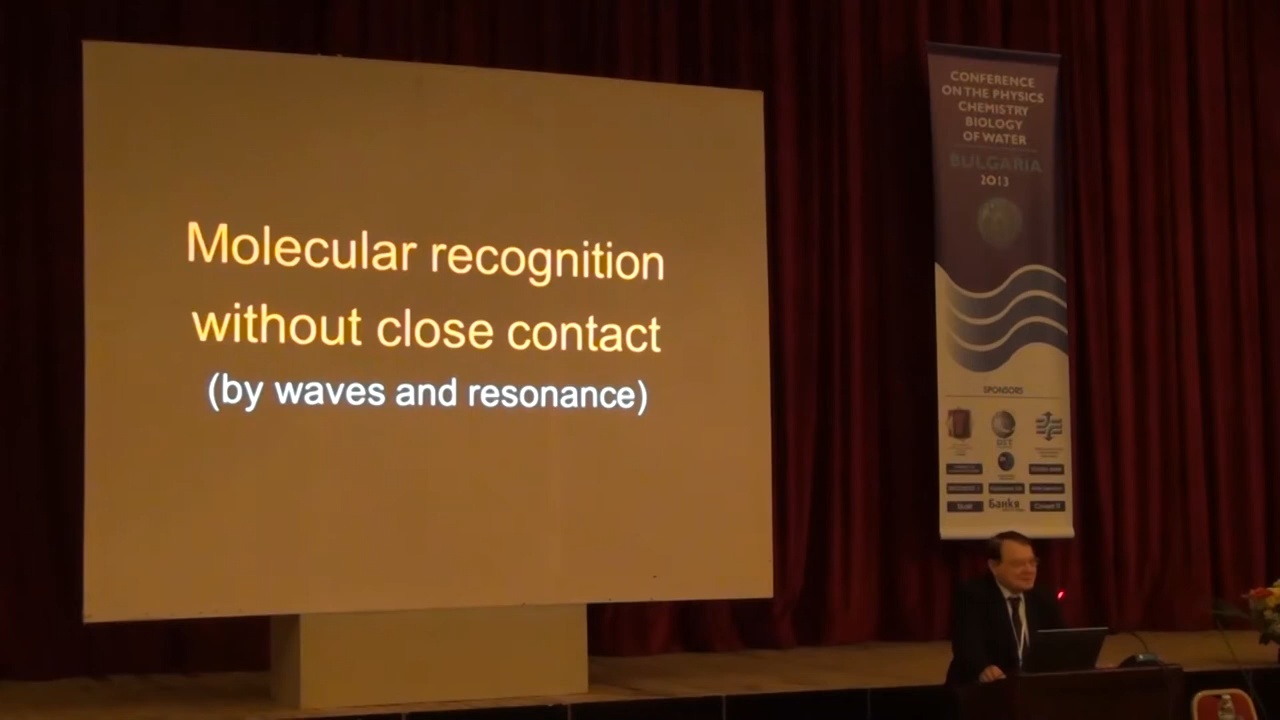 Molecular recognition
without close contact
(by waves and resonance)
CONFERENCE
ON THE PHYSICS
CHEMISTRY
BIOLOGY
OF WATER
BULGARIA
2013
SPONSORS
Банкя